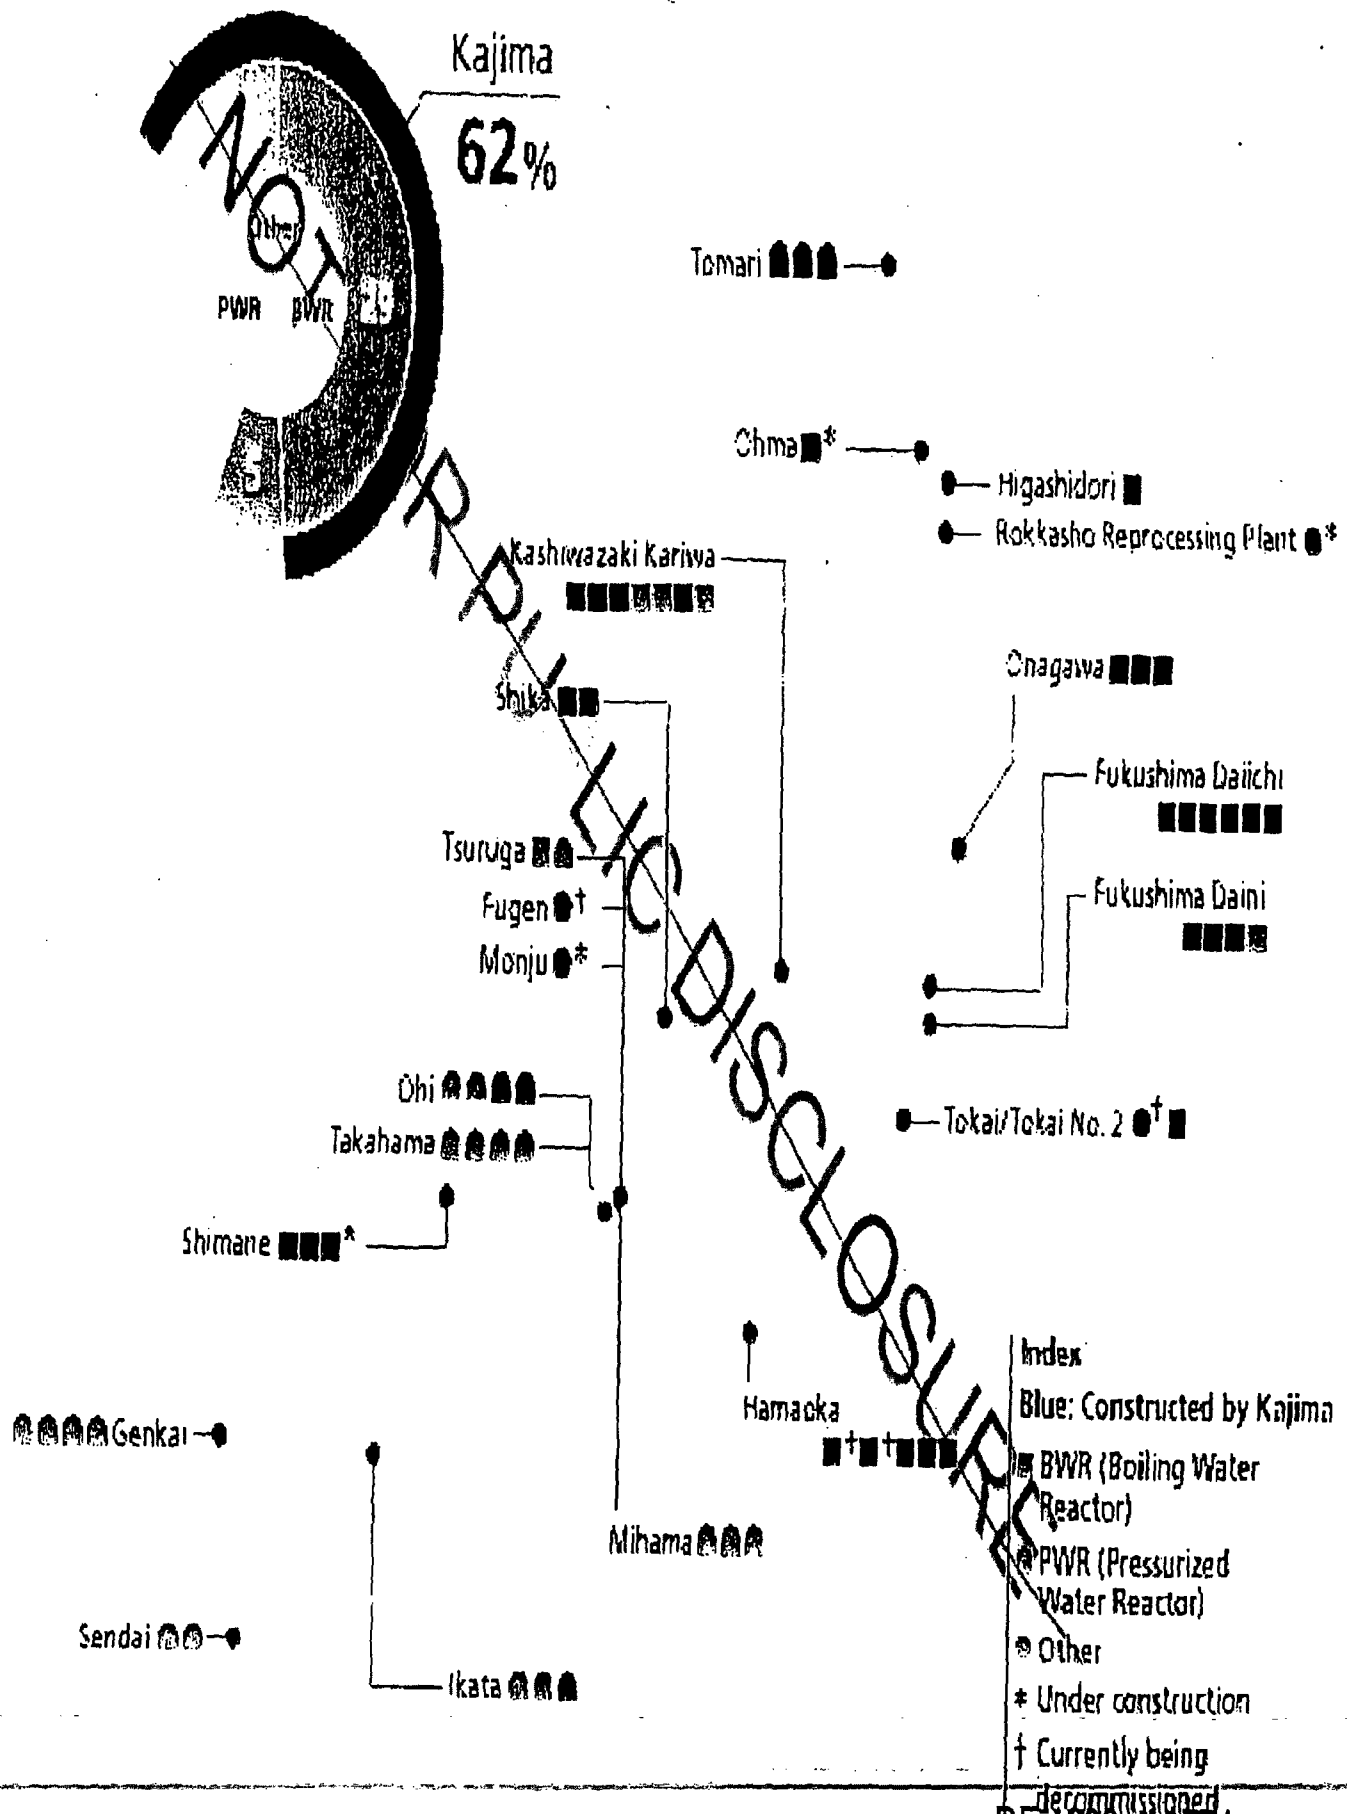 Kajima
62%
Other
PWR BWR
5
NOT FOR PUBLIC DISCLOSURE
Tomari
Ohma *
Higashidori
Rokkasho Reprocessing Plant *
Kashiwazaki Kariwa
Onagawa
Shika
Fukushima Daiichi
Tsuruga
Fugen †
Fukushima Daini
Monju *
Ohi
Takahama
Tokai/Tokai No. 2 †
Shimane *
Hamaoka
† †
Genkai
Mihama
Sendai
Ikata
Index
Blue: Constructed by Kajima
BWR (Boiling Water
Reactor)
PWR (Pressurized
Water Reactor)
Other
* Under construction
† Currently being
decommissioned